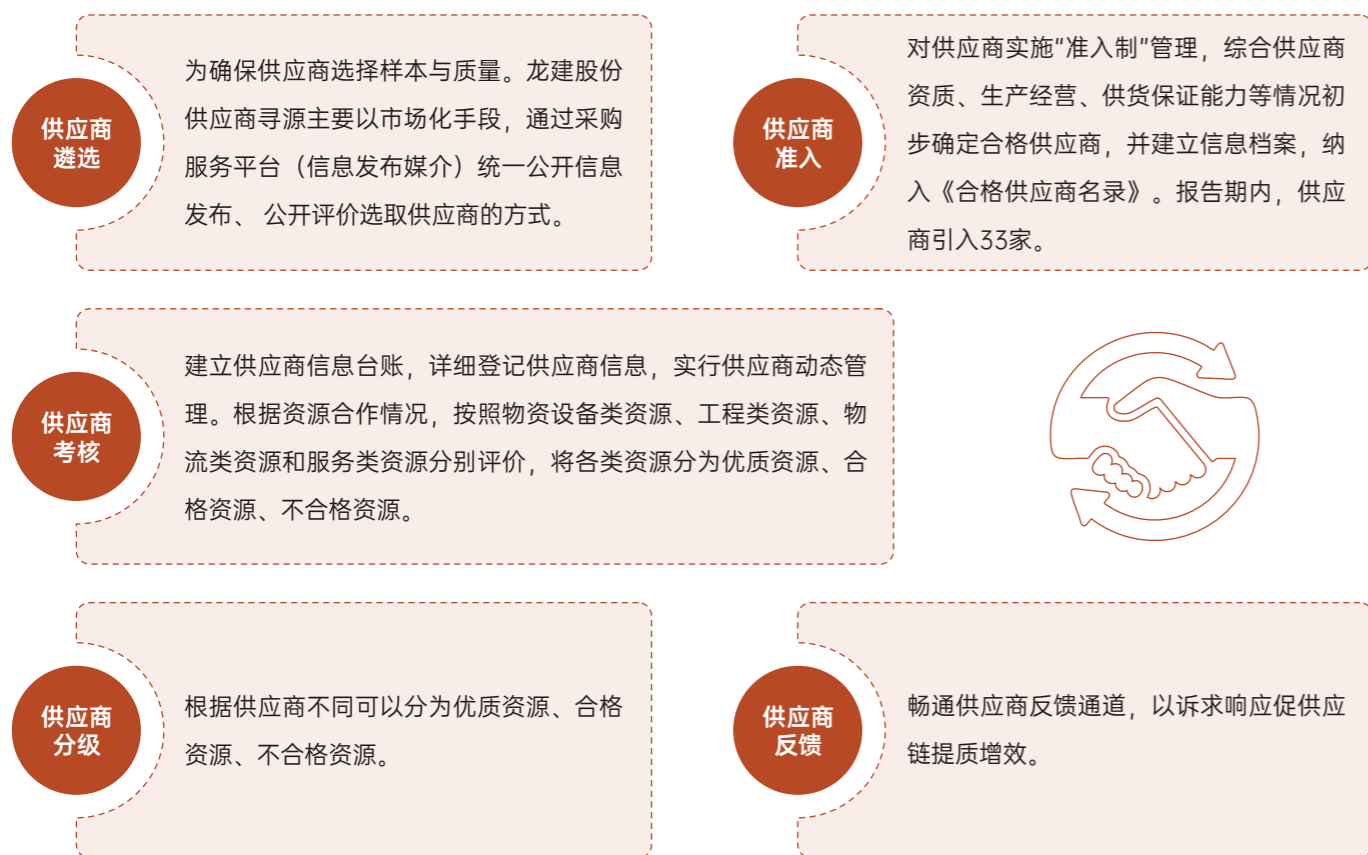 供应商
遴选
为确保供应商选择样本与质量。龙建股份
供应商寻源主要以市场化手段，通过采购
服务平台（信息发布媒介）统一公开信息
发布、 公开评价选取供应商的方式。
供应商
准入
对供应商实施“准入制”管理，综合供应商
资质、生产经营、供货保证能力等情况初
步确定合格供应商，并建立信息档案，纳
入《合格供应商名录》。报告期内，供应
商引入33家。
供应商
考核
建立供应商信息台账，详细登记供应商信息，实行供应商动态管
理。根据资源合作情况，按照物资设备类资源、工程类资源、物
流类资源和服务类资源分别评价，将各类资源分为优质资源、合
格资源、不合格资源。
供应商
分级
根据供应商不同可以分为优质资源、合格
资源、不合格资源。
供应商
反馈
畅通供应商反馈通道，以诉求响应促供应
链提质增效。